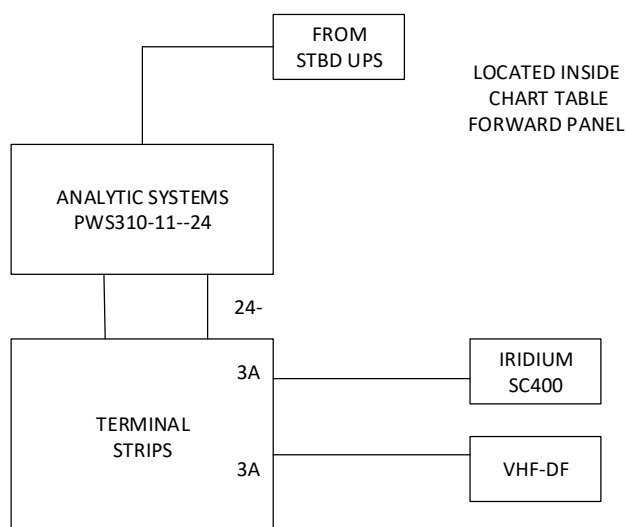 FROM
STBD UPS
LOCATED INSIDE
CHART TABLE
FORWARD PANEL
ANALYTIC SYSTEMS
PWS310-11--24
24-
3A
IRIDIUM
SC400
TERMINAL
STRIPS
3A
VHF-DF